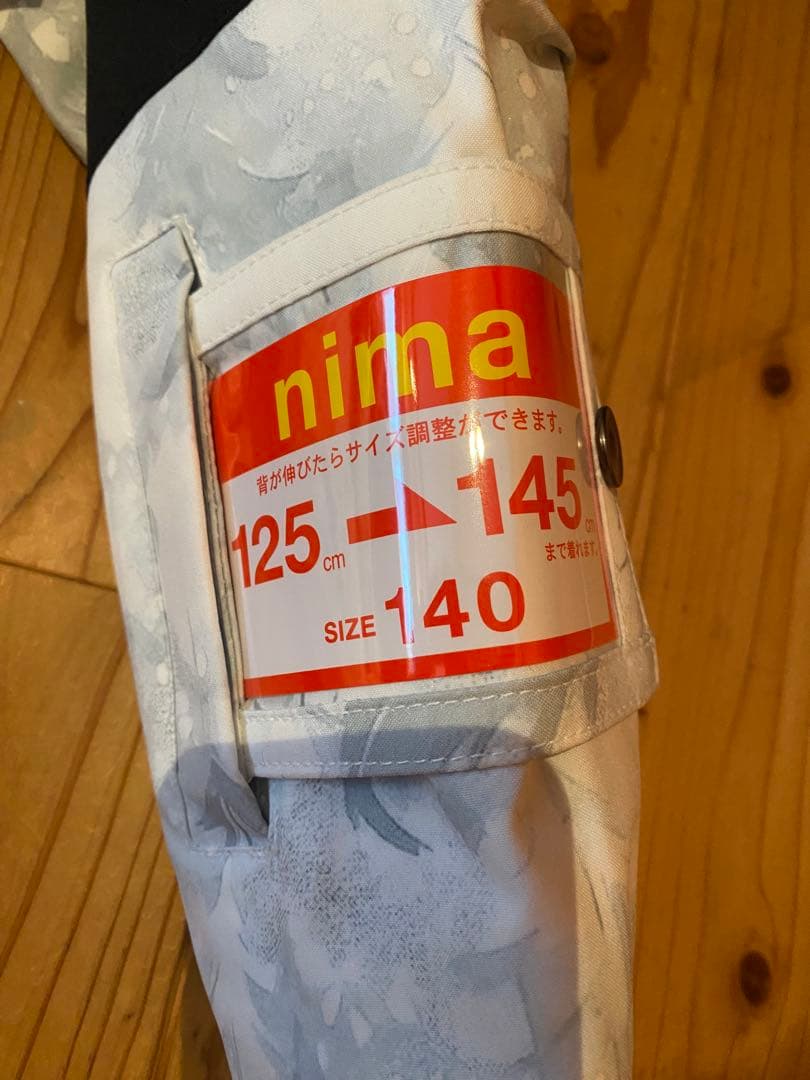 nima
背が伸びたらサイズ調整ができます。
125cm 145cm
まで着れます。
SIZE 140